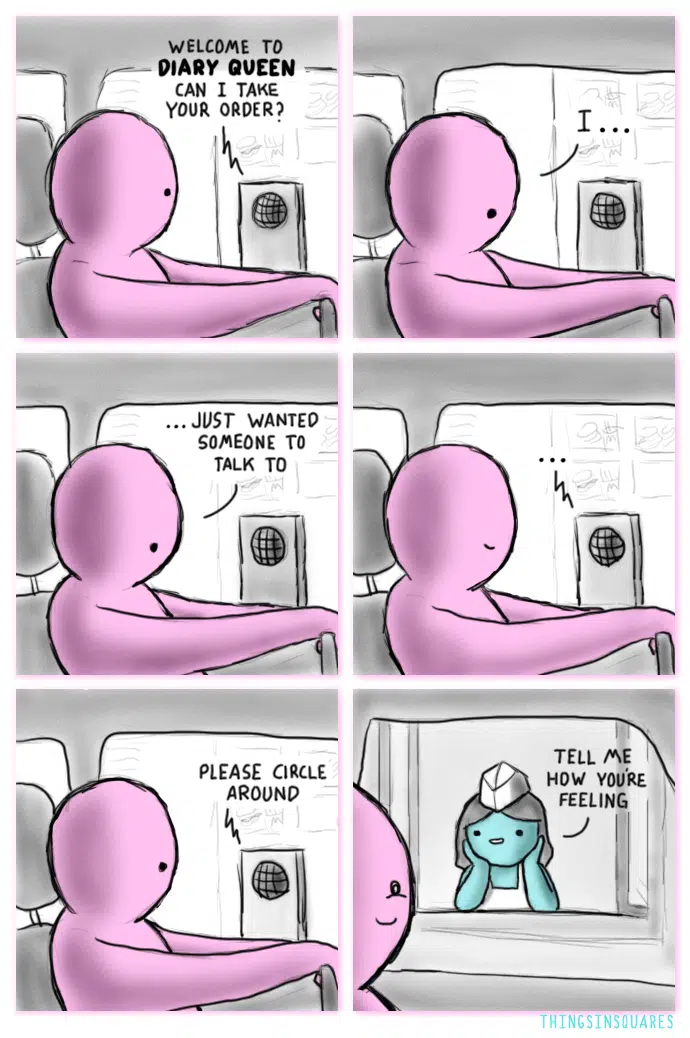 WELCOME TO
DIARY QUEEN
CAN I TAKE
YOUR ORDER?
I...
...JUST WANTED
SOMEONE TO
TALK TO
...
PLEASE CIRCLE
AROUND
TELL ME
HOW YOU'RE
FEELING
THINGSINSQUARES